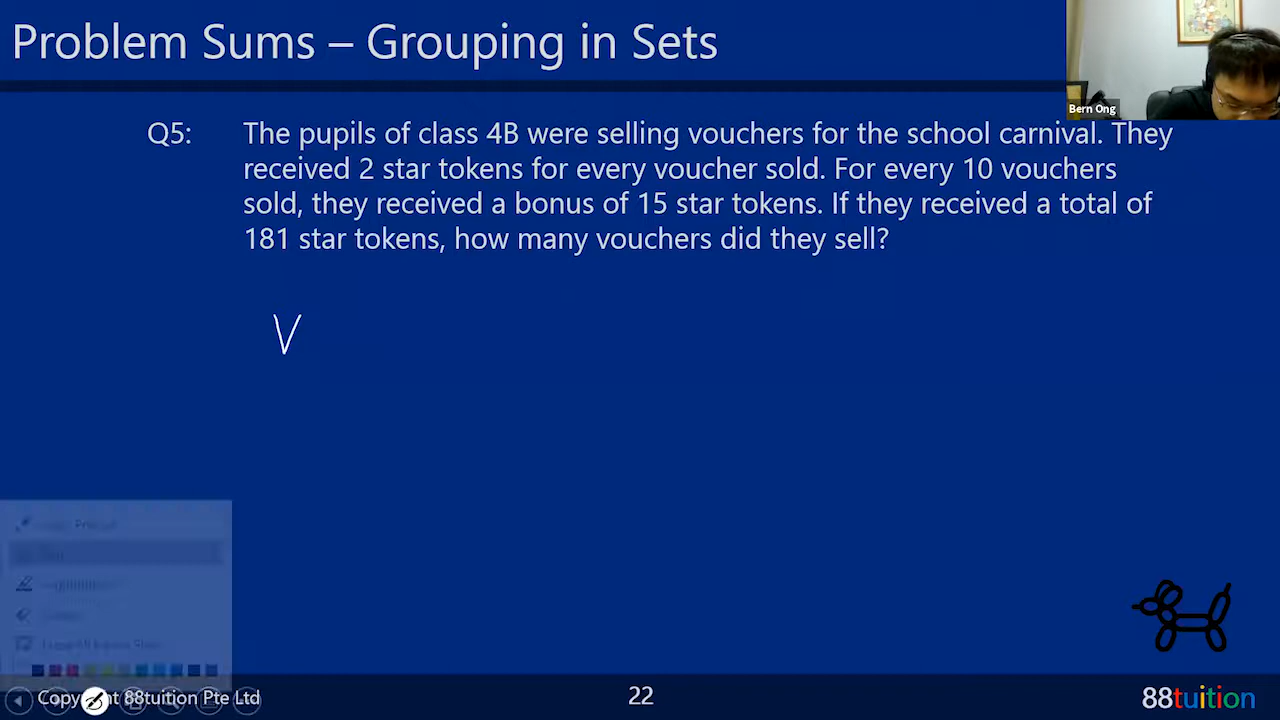 Problem Sums – Grouping in Sets
Bern Ong
Q5: The pupils of class 4B were selling vouchers for the school carnival. They
received 2 star tokens for every voucher sold. For every 10 vouchers
sold, they received a bonus of 15 star tokens. If they received a total of
181 star tokens, how many vouchers did they sell?
V
22
88tuition Pte Ltd
88tuition